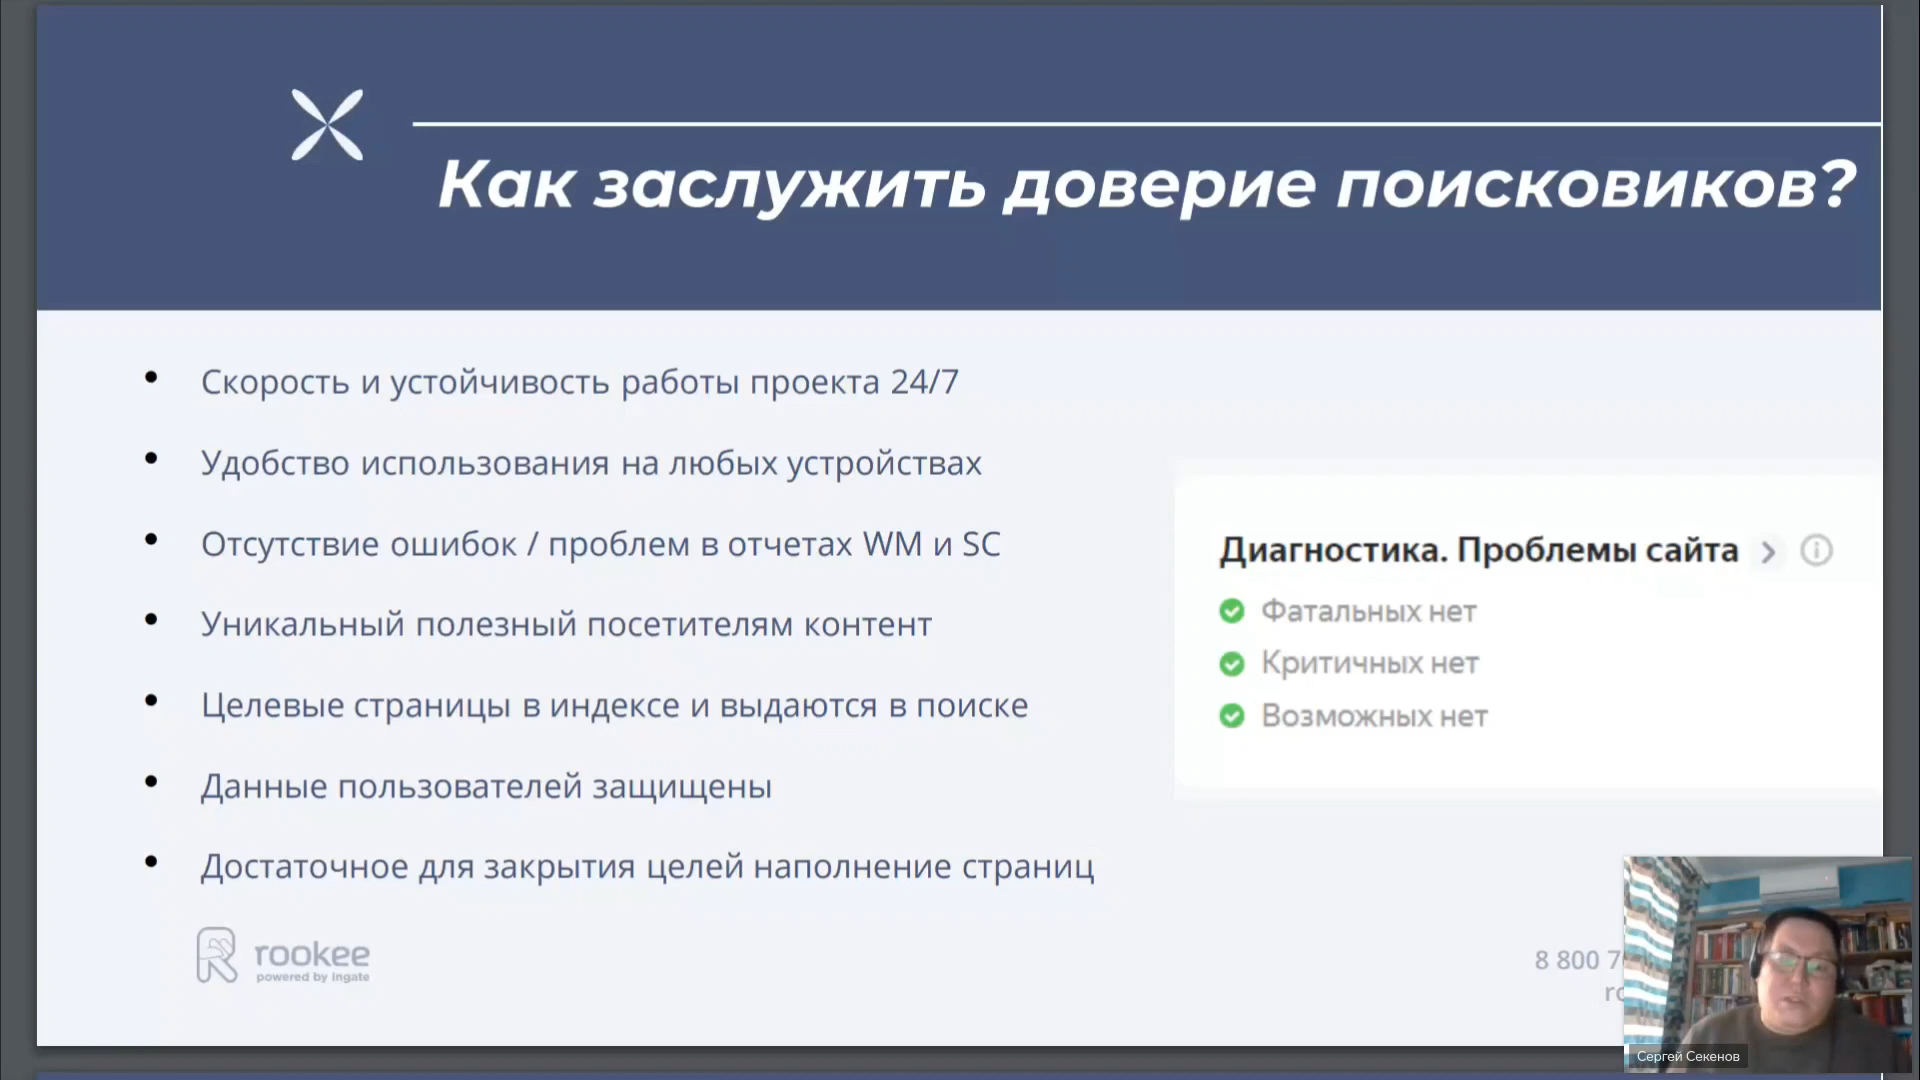 Как заслужить доверие поисковиков?
Скорость и устойчивость работы проекта 24/7
Удобство использования на любых устройствах
Отсутствие ошибок / проблем в отчетах WM и SC
Уникальный полезный посетителям контент
Целевые страницы в индексе и выдаются в поиске
Данные пользователей защищены
Достаточное для закрытия целей наполнение страниц
Диагностика. Проблемы сайта
Фатальных нет
Критичных нет
Возможных нет
rookee
powered by Ingate
8 800
Сергей Секенов